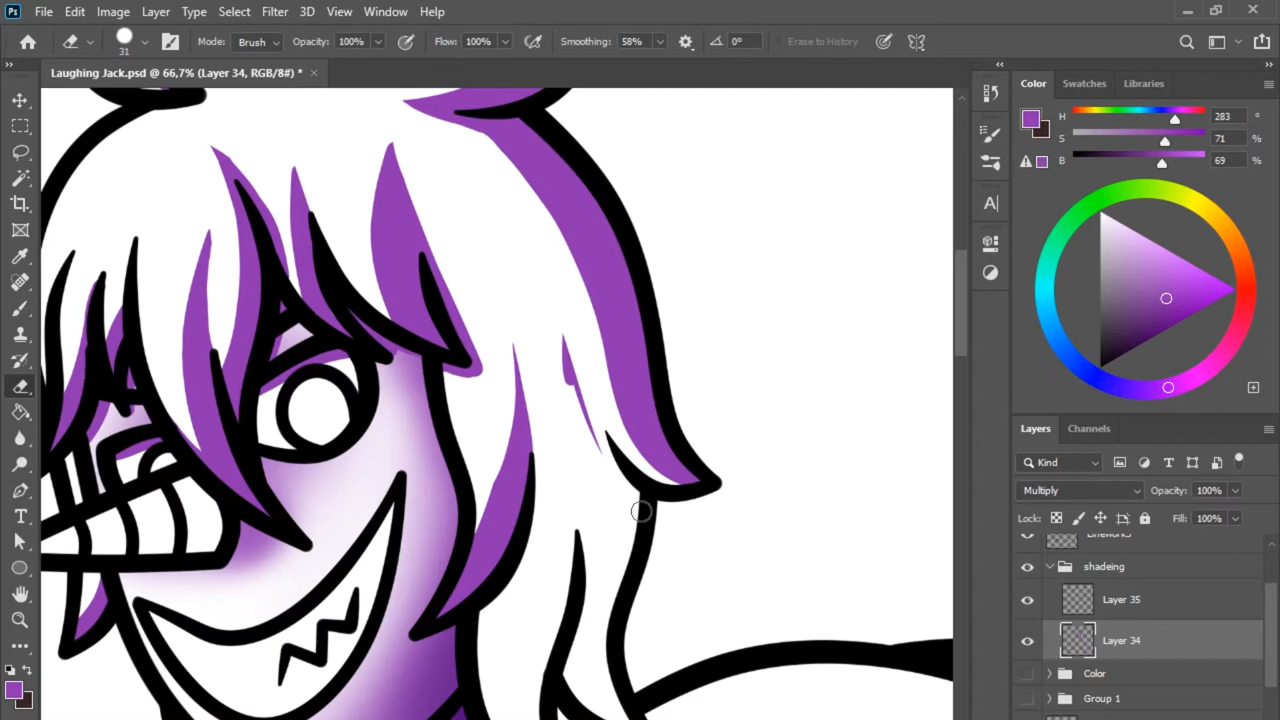 Ps File Edit Image Layer Type Select Filter 3D View Window Help
31 Mode: Brush Opacity: 100% Flow: 100% Smoothing: 58% 0° Erase to History
Laughing Jack.psd @ 66,7% (Layer 34, RGB/8#) *
Color Swatches Libraries
H 283 °
S 71 %
B 69 %
Layers Channels
Kind
Multiply Opacity: 100%
Lock: Fill: 100%
shadeing
Layer 35
Layer 34
Color
Group 1